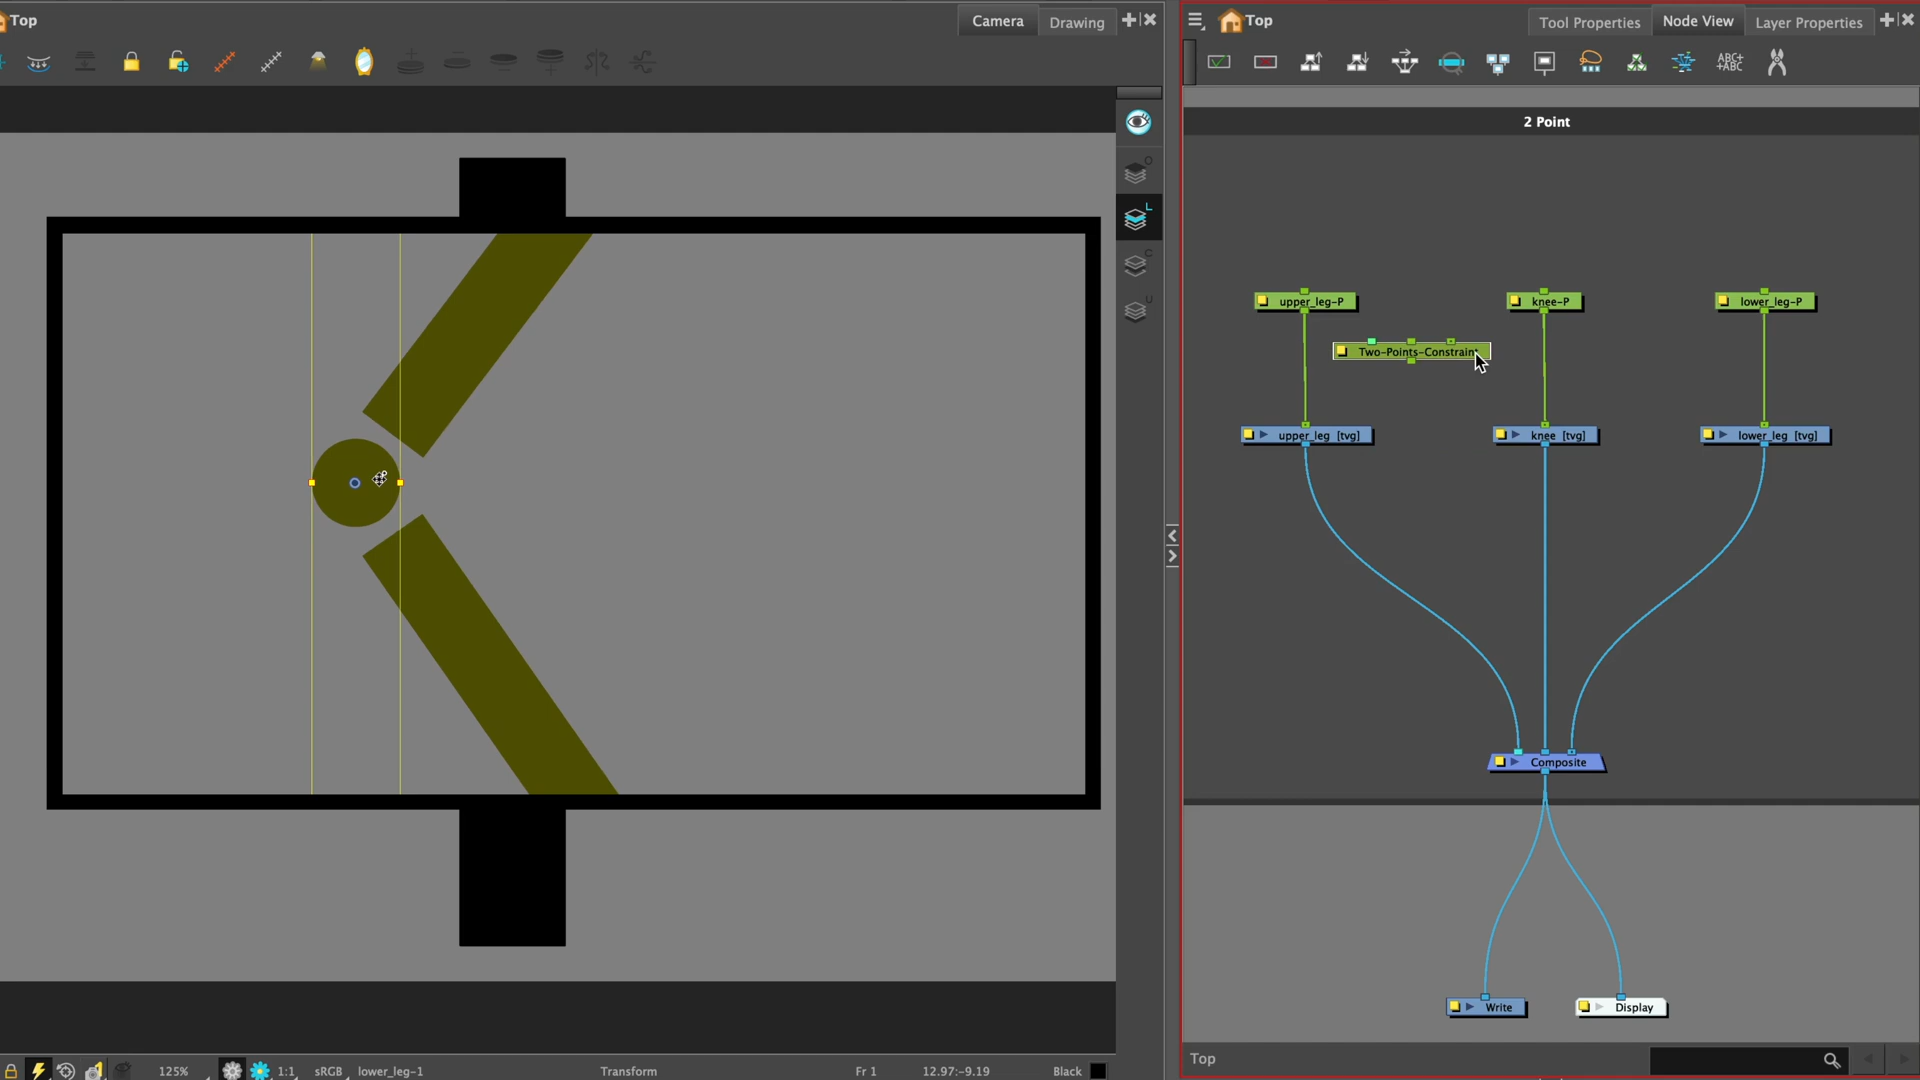 Top
Camera
Drawing
Top
Tool Properties
Node View
Layer Properties
ABC+
+ABC
O
L
C
U
2 Point
upper_leg-P
knee-P
lower_leg-P
Two-Points-Constraint
upper_leg [tvg]
knee [tvg]
lower_leg [tvg]
Composite
Write
Display
Top
125%
1:1
sRGB
lower_leg-1
Transform
Fr 1
12.97:-9.19
Black